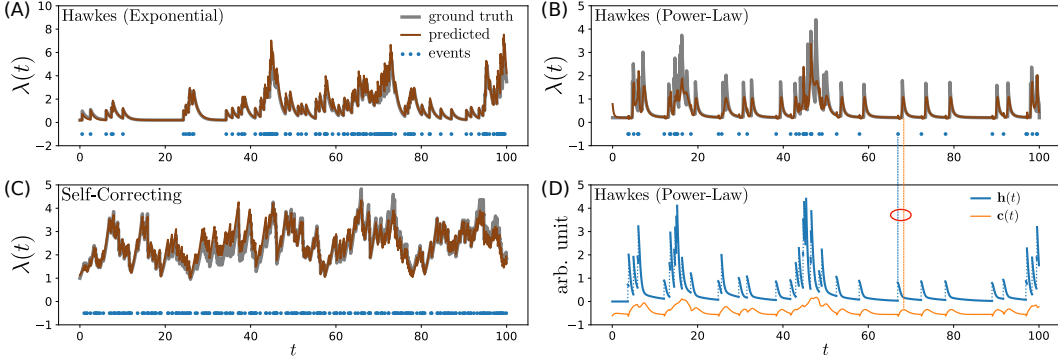 (A)
Hawkes (Exponential)
ground truth
predicted
events
λ(t)
10
8
6
4
2
0
−2
0
20
40
60
80
100
(B)
Hawkes (Power-Law)
λ(t)
5
4
3
2
1
0
−1
0
20
40
60
80
100
(C)
Self-Correcting
λ(t)
5
4
3
2
1
0
−1
0
20
40
60
80
100
t
(D)
Hawkes (Power-Law)
h(t)
c(t)
arb. unit
5
4
3
2
1
0
−1
0
20
40
60
80
100
t